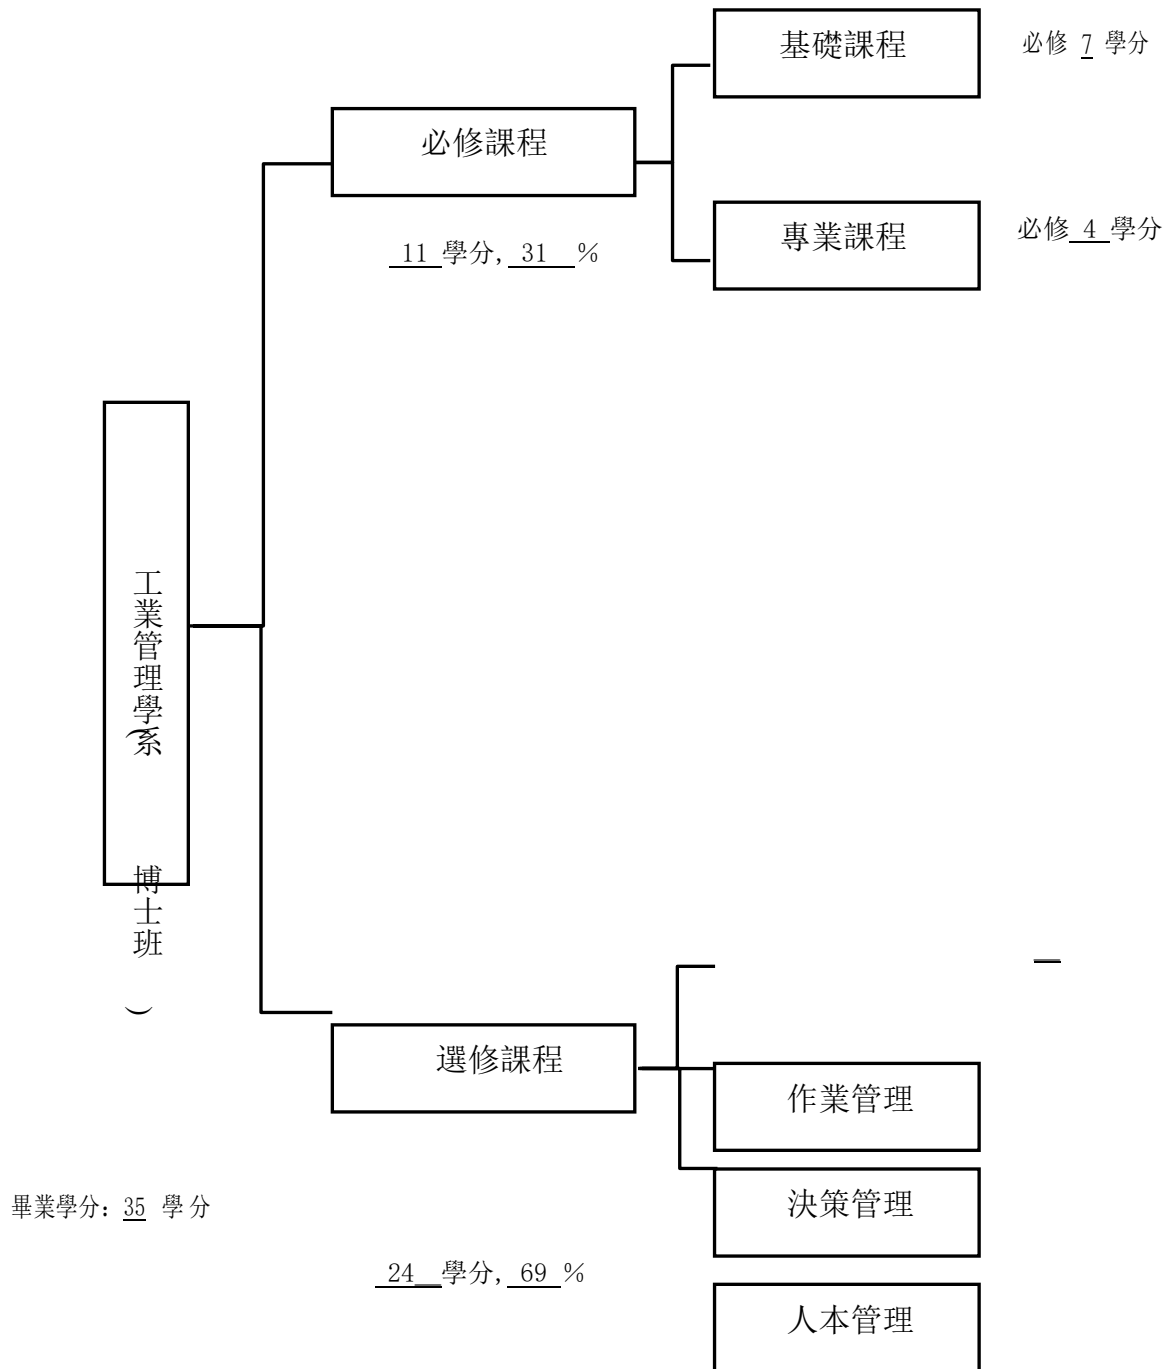 基礎課程
必修 7 學分
必修課程
專業課程
必修 4 學分
11 學分, 31 %
工業管理學系
(
博士班
)
選修課程
作業管理
決策管理
畢業學分: 35 學分
24 學分, 69 %
人本管理